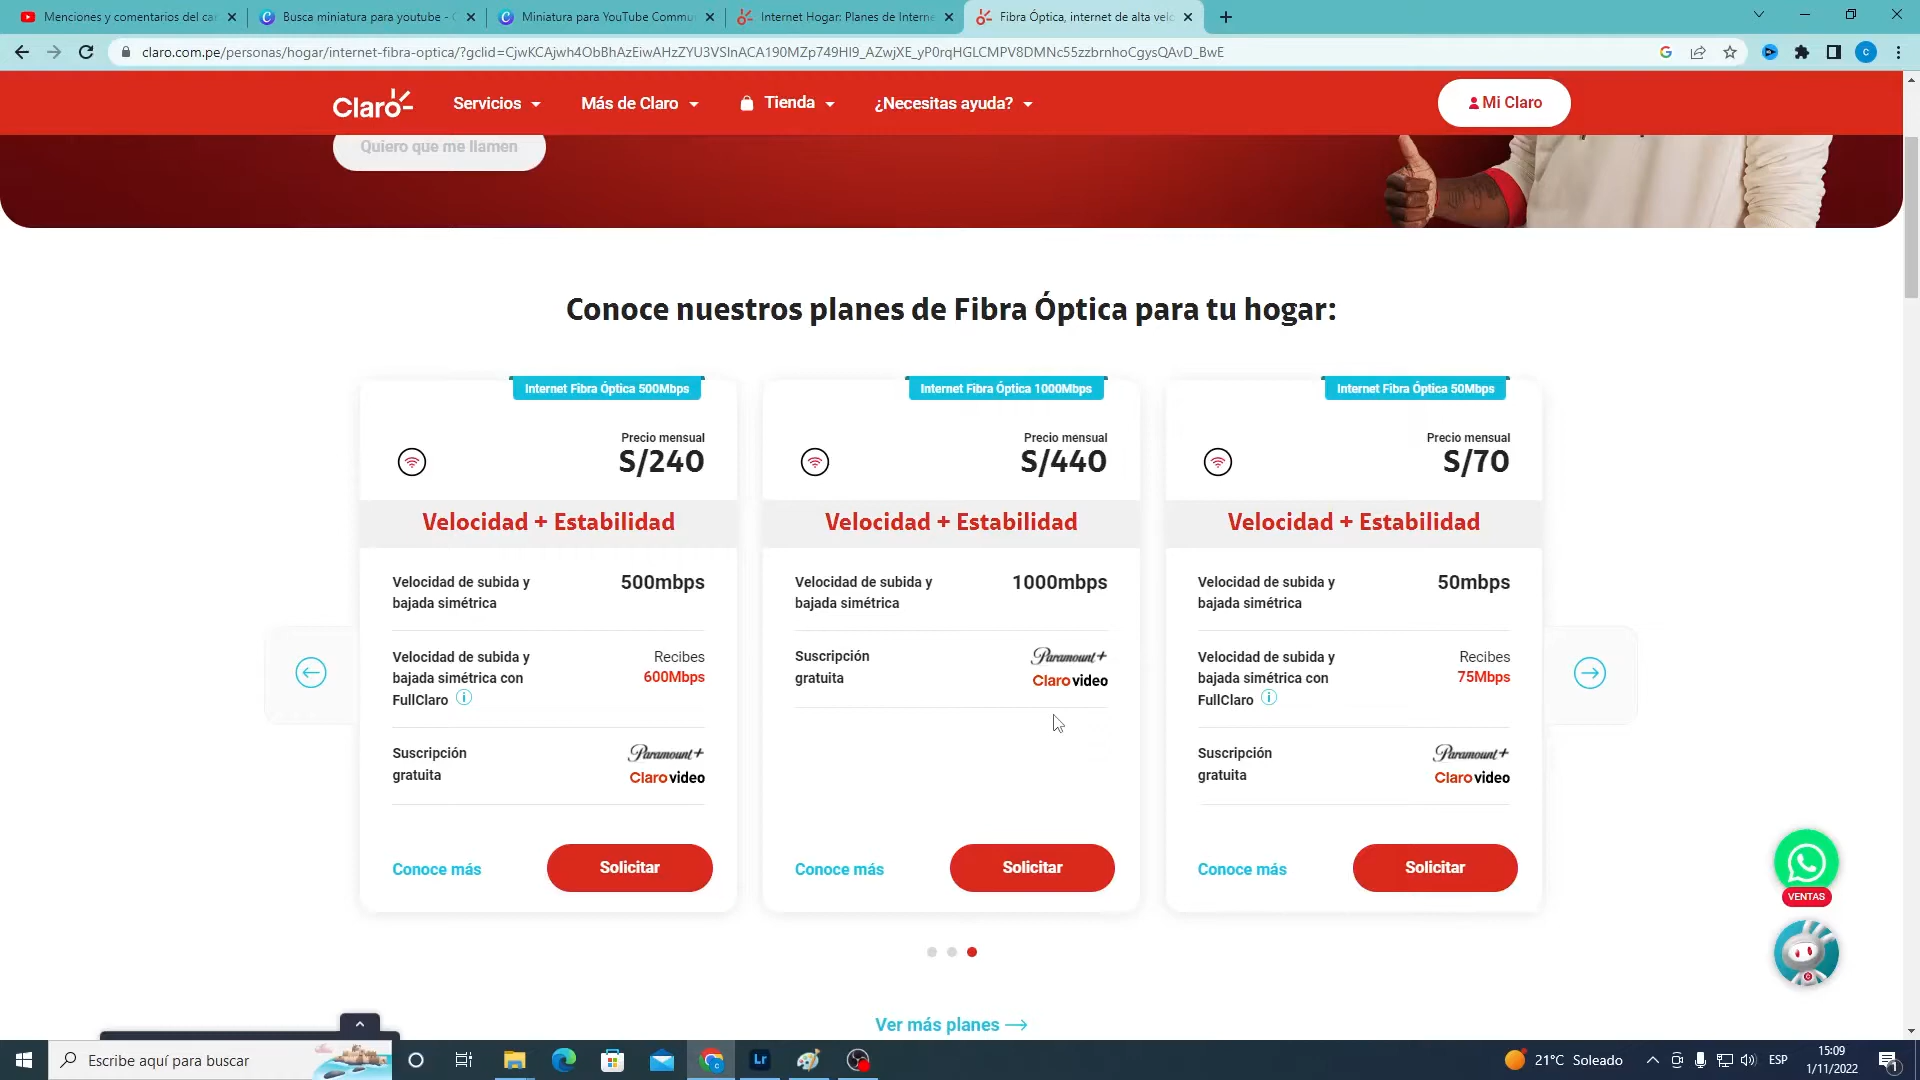 Menciones y comentarios del ca
Busca miniatura para youtube -
Miniatura para YouTube Commu
Internet Hogar: Planes de Interne
Fibra Óptica, internet de alta velo
claro.com.pe/personas/hogar/internet-fibra-optica/?gclid=CjwKCAjwh4ObBhAzEiwAHzZYU3VSlnACA190MZp749Hl9_AZwjXE_yP0rqHGLCMPV8DMNc55zzbrnhoCgysQAvD_BwE
Claro
Servicios
Más de Claro
Tienda
¿Necesitas ayuda?
Mi Claro
Quiero que me llamen
Conoce nuestros planes de Fibra Óptica para tu hogar:
Internet Fibra Óptica 500Mbps
Precio mensual
S/240
Velocidad + Estabilidad
Velocidad de subida y
bajada simétrica
500mbps
Velocidad de subida y
bajada simétrica con
FullClaro
Recibes
600Mbps
Suscripción
gratuita
Paramount+
Claro video
Conoce más
Solicitar
Internet Fibra Óptica 1000Mbps
Precio mensual
S/440
Velocidad + Estabilidad
Velocidad de subida y
bajada simétrica
1000mbps
Suscripción
gratuita
Paramount+
Claro video
Conoce más
Solicitar
Internet Fibra Óptica 50Mbps
Precio mensual
S/70
Velocidad + Estabilidad
Velocidad de subida y
bajada simétrica
50mbps
Velocidad de subida y
bajada simétrica con
FullClaro
Recibes
75Mbps
Suscripción
gratuita
Paramount+
Claro video
Conoce más
Solicitar
VENTAS
Ver más planes
Escribe aquí para buscar
Lr
21°C Soleado
ESP
15:09
1/11/2022
1